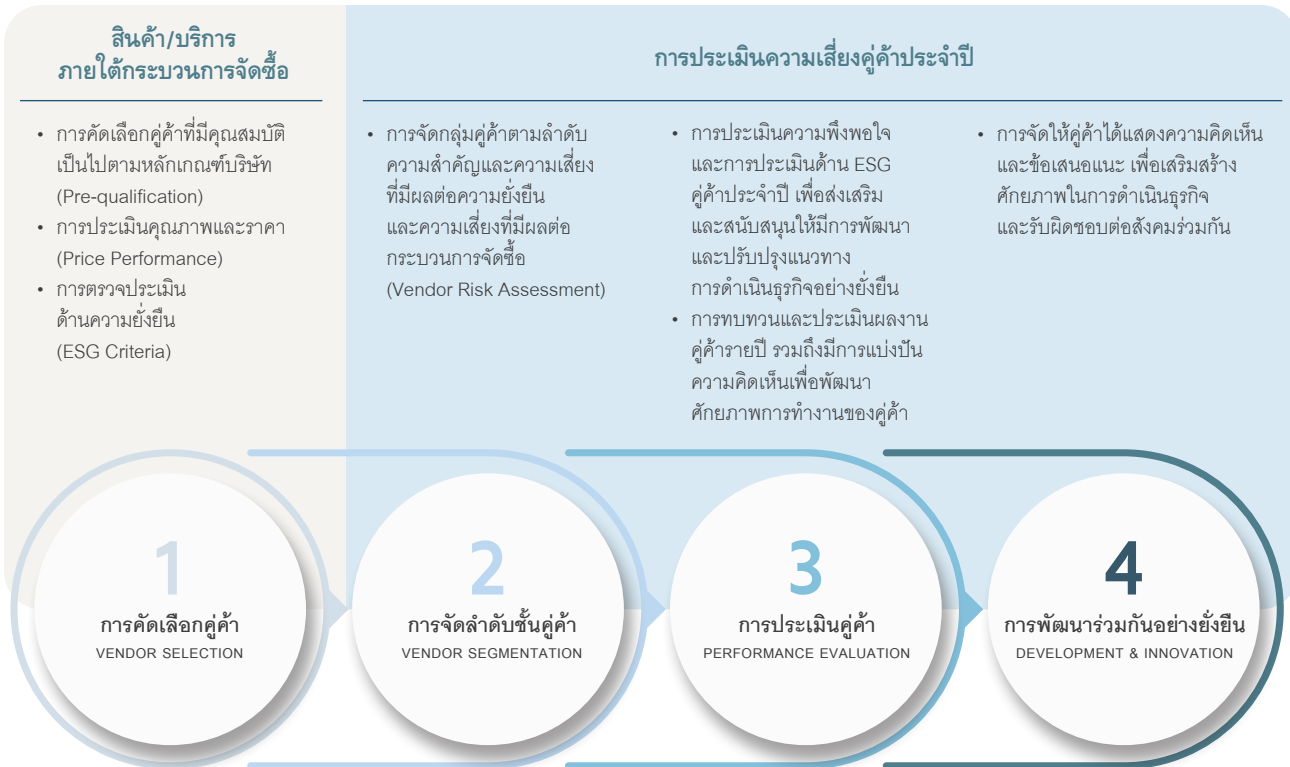 สินค้า/บริการ
ภายใต้กระบวนการจัดซื้อ
• การคัดเลือกคู่ค้าที่มีคุณสมบัติ
เป็นไปตามหลักเกณฑ์บริษัท
(Pre-qualification)
• การประเมินคุณภาพและราคา
(Price Performance)
• การตรวจประเมิน
ด้านความยั่งยืน
(ESG Criteria)
การประเมินความเสี่ยงคู่ค้าประจำปี
• การจัดกลุ่มคู่ค้าตามลำดับ
ความสำคัญและความเสี่ยง
ที่มีผลต่อความยั่งยืน
และความเสี่ยงที่มีผลต่อ
กระบวนการจัดซื้อ
(Vendor Risk Assessment)
• การประเมินความพึงพอใจ
และการประเมินด้าน ESG
คู่ค้าประจำปี เพื่อส่งเสริม
และสนับสนุนให้มีการพัฒนา
และปรับปรุงแนวทาง
การดำเนินธุรกิจอย่างยั่งยืน
• การทบทวนและประเมินผลงาน
คู่ค้ารายปี รวมถึงมีการแบ่งปัน
ความคิดเห็นเพื่อพัฒนา
ศักยภาพการทำงานของคู่ค้า
• การจัดให้คู่ค้าได้แสดงความคิดเห็น
และข้อเสนอแนะ เพื่อเสริมสร้าง
ศักยภาพในการดำเนินธุรกิจ
และรับผิดชอบต่อสังคมร่วมกัน
1
การคัดเลือกคู่ค้า
VENDOR SELECTION
2
การจัดลำดับชั้นคู่ค้า
VENDOR SEGMENTATION
3
การประเมินคู่ค้า
PERFORMANCE EVALUATION
4
การพัฒนาร่วมกันอย่างยั่งยืน
DEVELOPMENT & INNOVATION